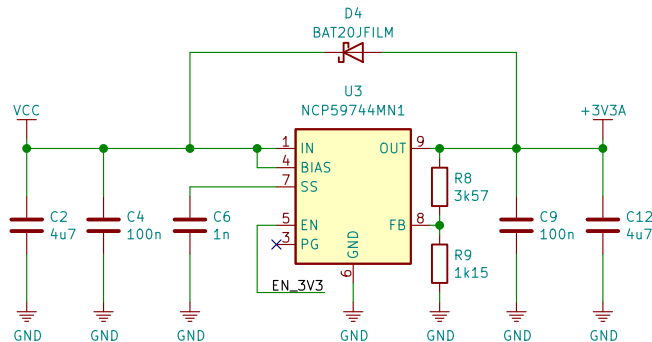 D4
BAT20JFILM
U3
NCP59744MN1
VCC
+3V3A
1 IN OUT 9
4 BIAS
7 SS
R8
3k57
C2
4u7
C4
100n
C6
1n
5 EN FB 8
3 PG
GND
6
R9
1k15
C9
100n
C12
4u7
EN_3V3
GND GND GND GND GND GND GND